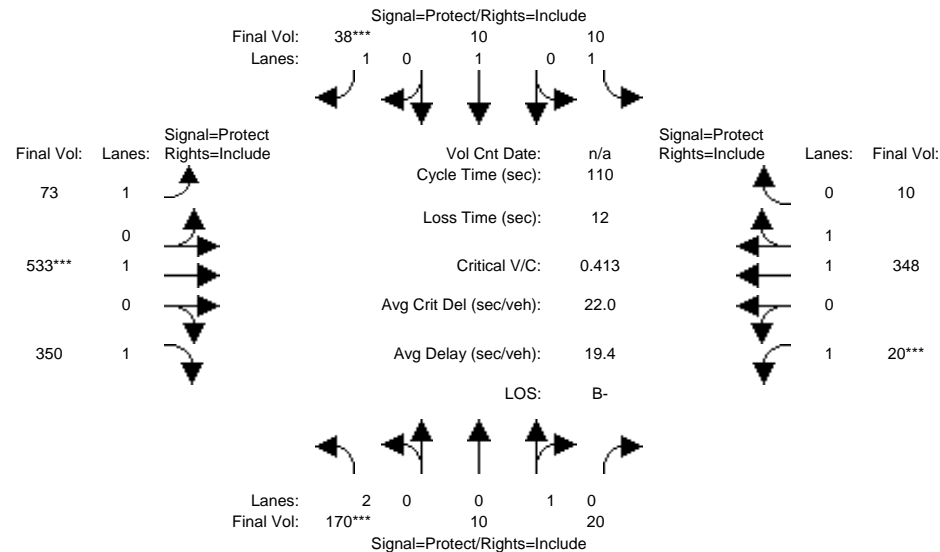 Signal=Protect/Rights=Include
Final Vol: 38*** 10 10
Lanes: 1 0 1 0 1
Signal=Protect Signal=Protect
Final Vol: Lanes: Rights=Include Vol Cnt Date: n/a Rights=Include Lanes: Final Vol:
Cycle Time (sec): 110
73 1 0 10
Loss Time (sec): 12
0 1
533*** 1 Critical V/C: 0.413 1 348
0 Avg Crit Del (sec/veh): 22.0 0
350 1 Avg Delay (sec/veh): 19.4 1 20***
LOS: B-
Lanes: 2 0 0 1 0
Final Vol: 170*** 10 20
Signal=Protect/Rights=Include